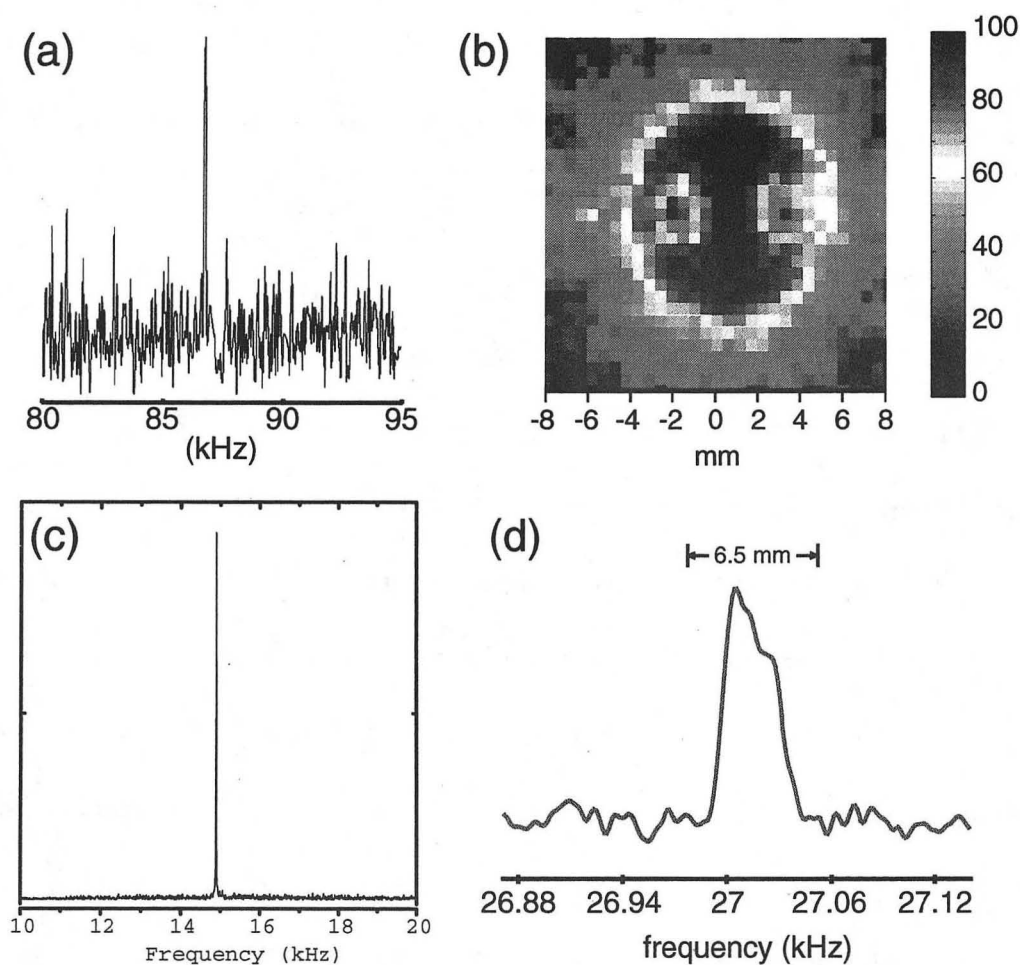 (a)
80 85 90 95
(kHz)
(b)
100
80
60
40
20
0
-8 -6 -4 -2 0 2 4 6 8
mm
(c)
10 12 14 16 18 20
Frequency (kHz)
(d)
6.5 mm
26.88 26.94 27 27.06 27.12
frequency (kHz)